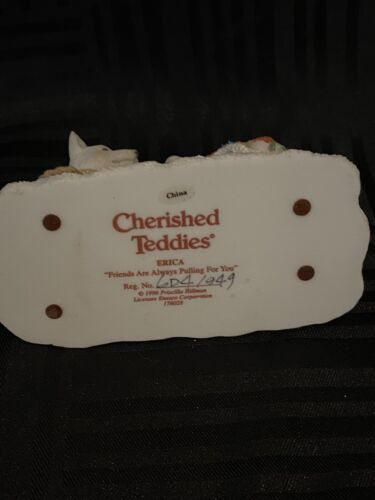 China
Cherished
Teddies®
ERICA
"Friends Are Always Pulling For You"
Reg. No. 6D4/949
© 1996 Priscilla Hillman
Licensee Enesco Corporation
176028